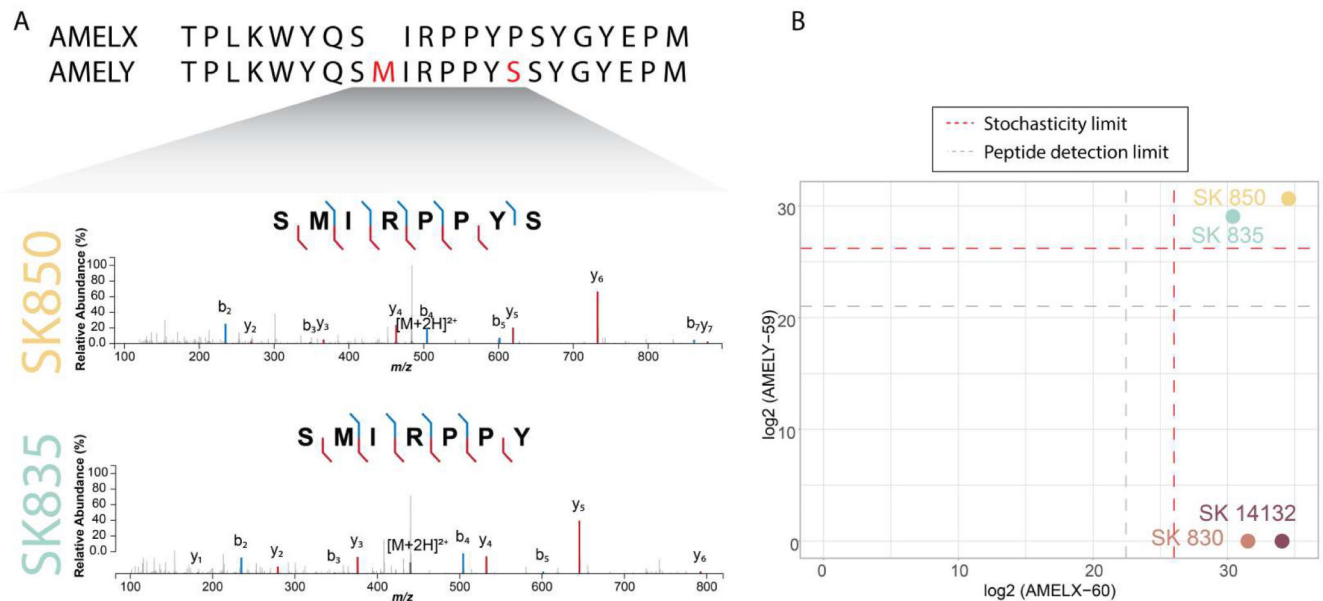 A
AMELX TPLKWYQS IRPPYPSYGYEPM
AMELY TPLKWYQSMIRPPYSSYGYEPM
SK850
S M I R P P Y S
Relative Abundance (%)
100
80
60
40
20
0.0
b₂
y₂
b₃y₃
y₄
[M+2H]²⁺
b₄
b₅
y₅
y₆
b₇y₇
100 200 300 400 500 600 700 800
m/z
SK835
S M I R P P Y
Relative Abundance (%)
100
80
60
40
20
0.0
y₁
b₂
y₂
b₃
y₃
[M+2H]²⁺
b₄
y₄
b₅
y₅
y₆
100 200 300 400 500 600 700 800
m/z
B
Stochasticity limit
Peptide detection limit
log2 (AMELY−59)
30
20
10
0
SK 850
SK 835
SK 14132
SK 830
0 10 20 30
log2 (AMELX−60)